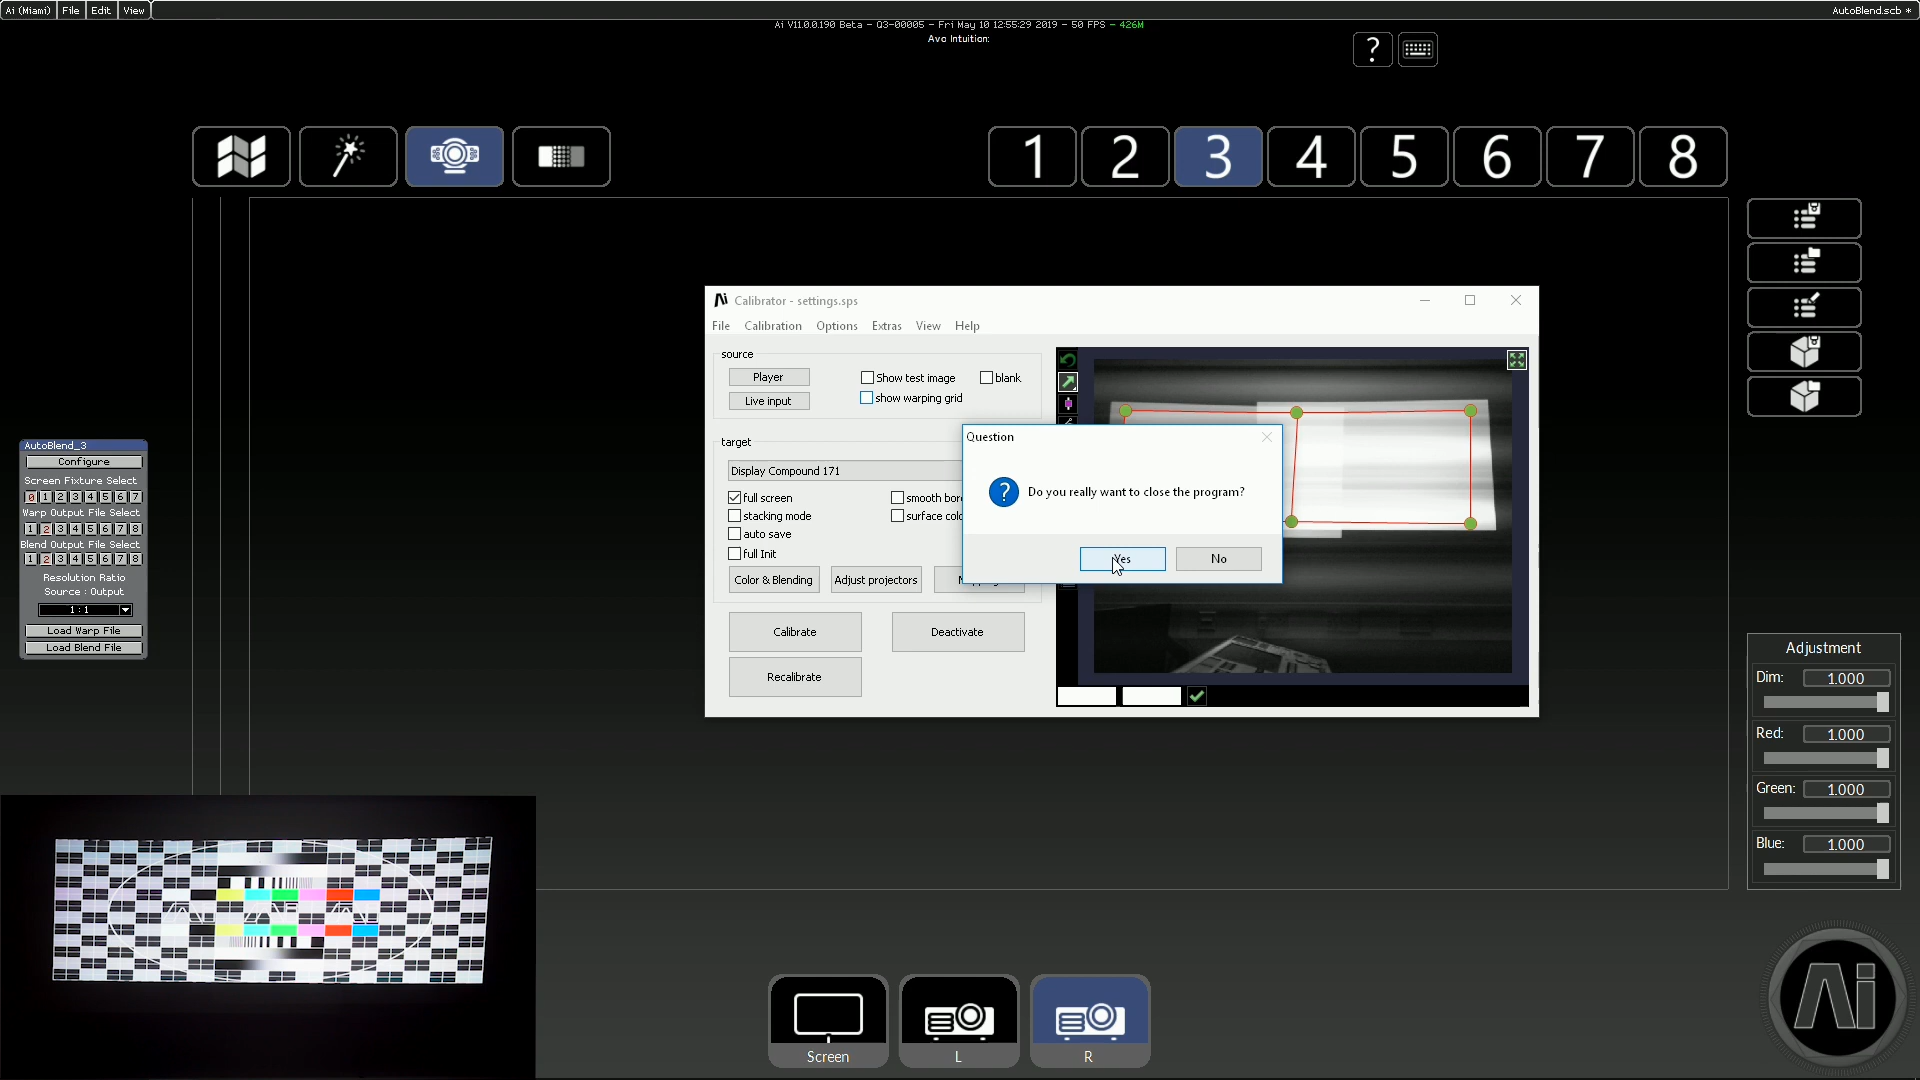 Ai (Miami) File Edit View
AutoBlend.scb *
Ai V11.0.0.190 Beta - Q3-00005 - Fri May 10 12:55:29 2019 - 50 FPS - 426M
Avo Intuition:
?
1 2 3 4 5 6 7 8
Calibrator - settings.sps
File Calibration Options Extras View Help
source
Player
Show test image
blank
Live input
show warping grid
target
Display Compound 171
full screen
stacking mode
surface
auto save
full Init
smooth
Color & Blending
Adjust projectors
Calibrate
Deactivate
Recalibrate
Question
Do you really want to close the program?
Yes
No
AutoBlend_3
Configure
Screen Fixture Select
0 1 2 3 4 5 6 7
Warp Output File Select
1 2 3 4 5 6 7 8
Blend Output File Select
1 2 3 4 5 6 7 8
Resolution Ratio
Source : Output
1:1
Load Warp File
Load Blend File
Adjustment
Dim: 1.000
Red: 1.000
Green: 1.000
Blue: 1.000
Screen
L
R
Ai